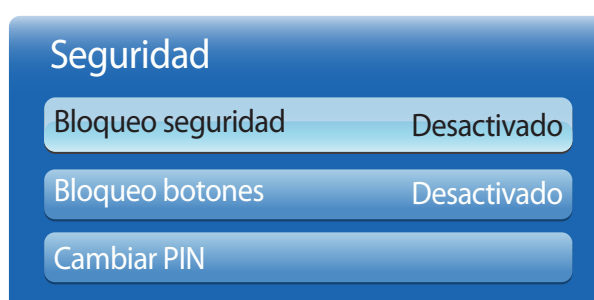 Seguridad
Bloqueo seguridad Desactivado
Bloqueo botones Desactivado
Cambiar PIN